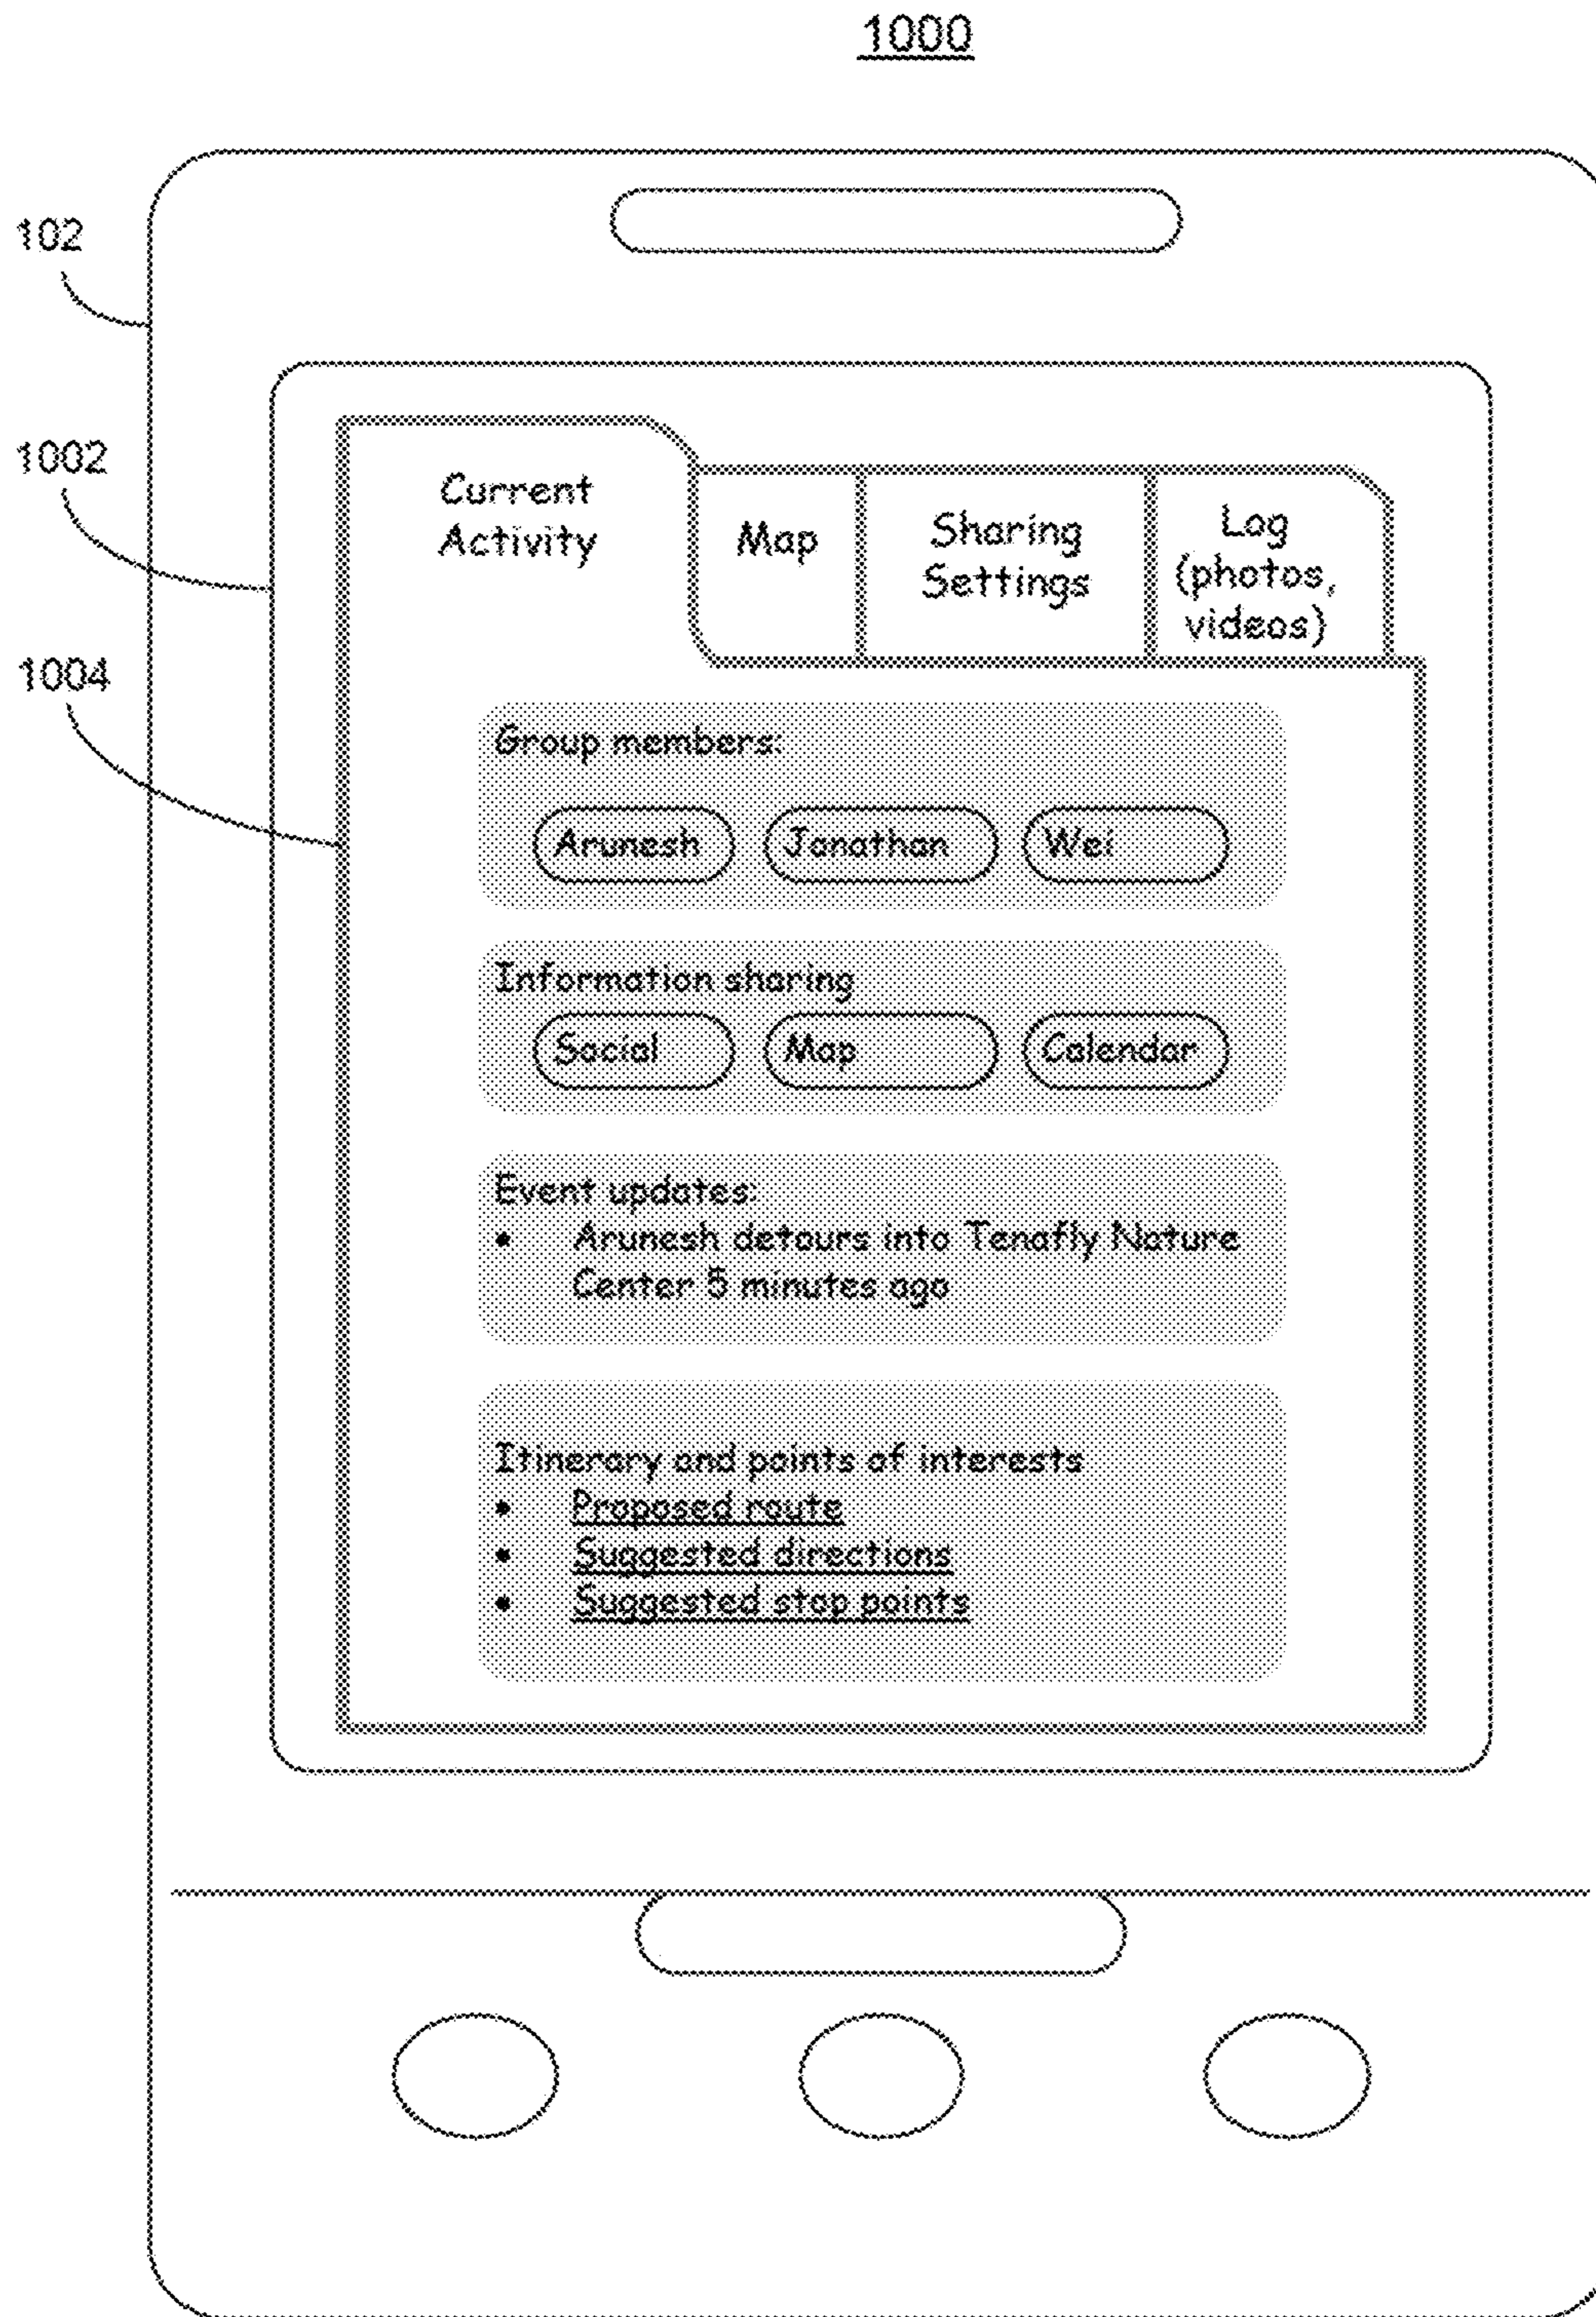 1000
102
1002
1004
Current
Activity
Map
Sharing
Settings
Log
(photos,
videos)
Group members:
Arunesh
Jonathan
Wei
Information sharing
Social
Map
Calendar
Event updates:
• Arunesh detours into Tenafly Nature
Center 5 minutes ago
Itinerary and points of interests
• Proposed route
• Suggested directions
• Suggested stop points